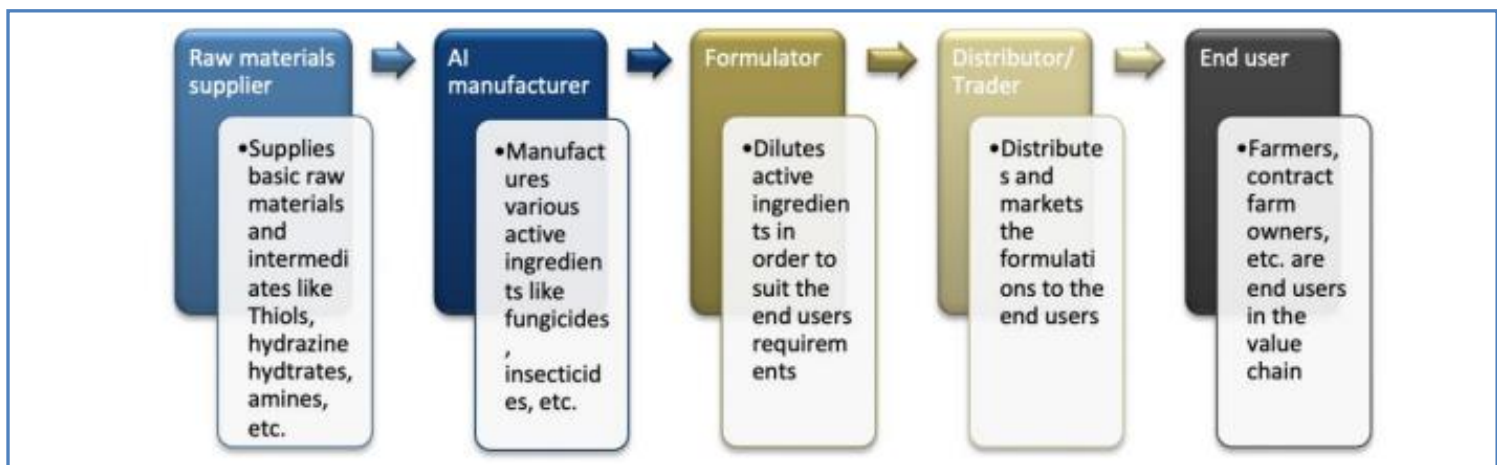 Raw materials
supplier
•Supplies
basic raw
materials
and
intermedi
ates like
Thiols,
hydrazine
hydtrates,
amines,
etc.
AI
manufacturer
•Manufact
ures
various
active
ingredien
ts like
fungicides
,
insecticid
es, etc.
Formulator
•Dilutes
active
ingredien
ts in
order to
suit the
end users
requirem
ents
Distributor/
Trader
•Distribute
s and
markets
the
formulati
ons to the
end users
End user
•Farmers,
contract
farm
owners,
etc. are
end users
in the
value
chain